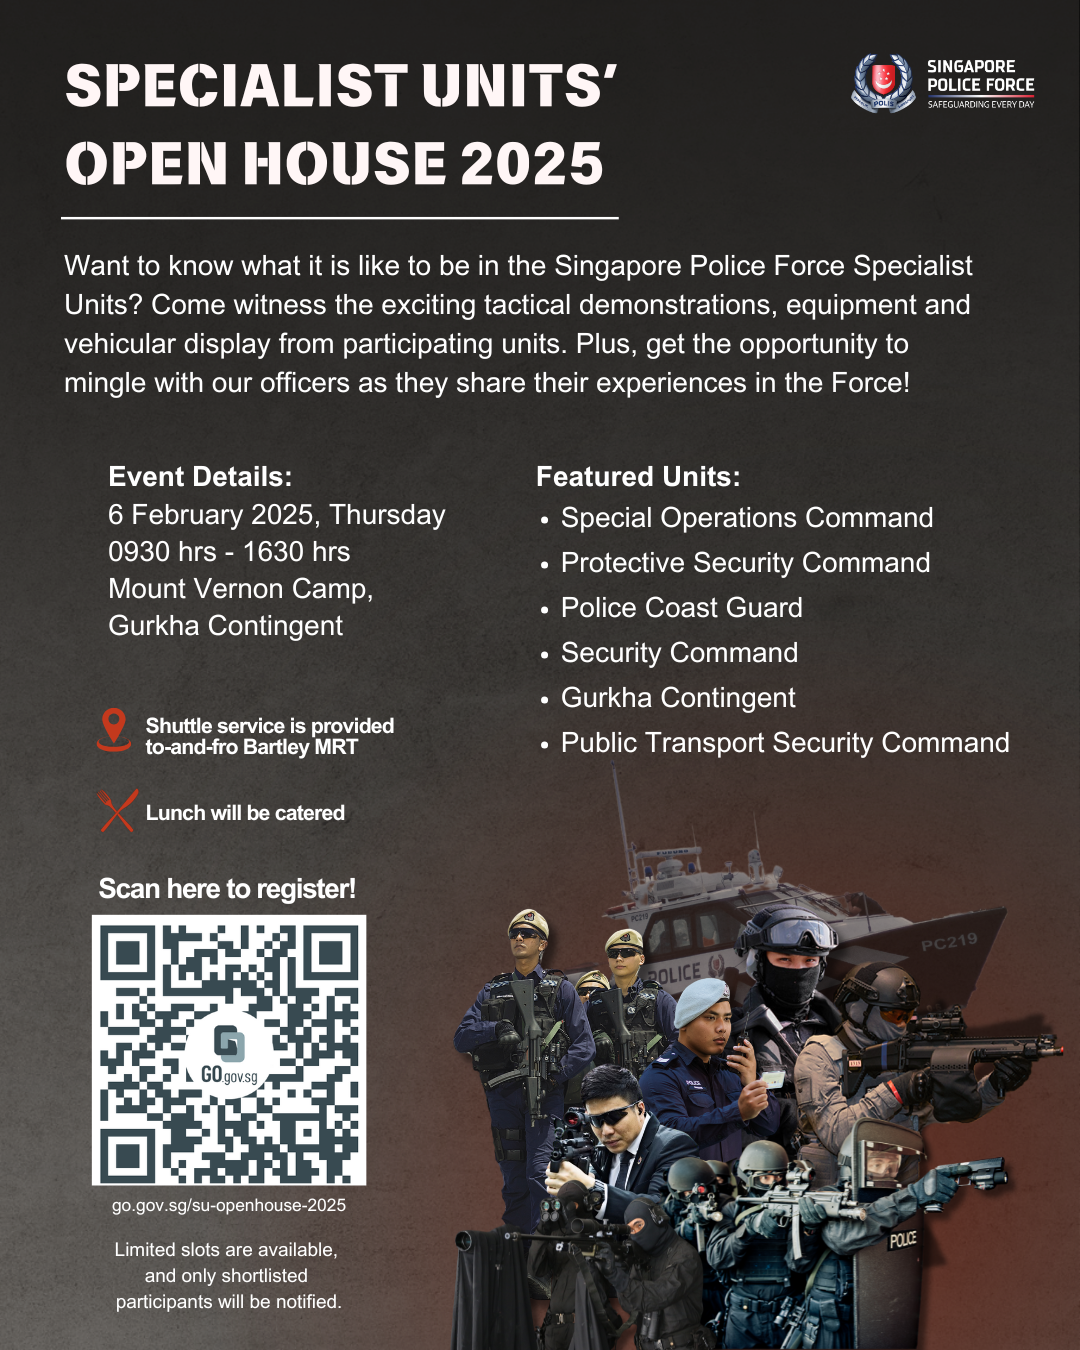 SPECIALIST UNITS’
OPEN HOUSE 2025
POLIS
SINGAPORE
POLICE FORCE
SAFEGUARDING EVERY DAY
Want to know what it is like to be in the Singapore Police Force Specialist
Units? Come witness the exciting tactical demonstrations, equipment and
vehicular display from participating units. Plus, get the opportunity to
mingle with our officers as they share their experiences in the Force!
Event Details:
6 February 2025, Thursday
0930 hrs - 1630 hrs
Mount Vernon Camp,
Gurkha Contingent
Featured Units:
• Special Operations Command
• Protective Security Command
• Police Coast Guard
• Security Command
• Gurkha Contingent
• Public Transport Security Command
Shuttle service is provided
to-and-fro Bartley MRT
Lunch will be catered
Scan here to register!
GO.gov.sg
go.gov.sg/su-openhouse-2025
Limited slots are available,
and only shortlisted
participants will be notified.
PC219
PC219
POLICE
POLICE
POLICE